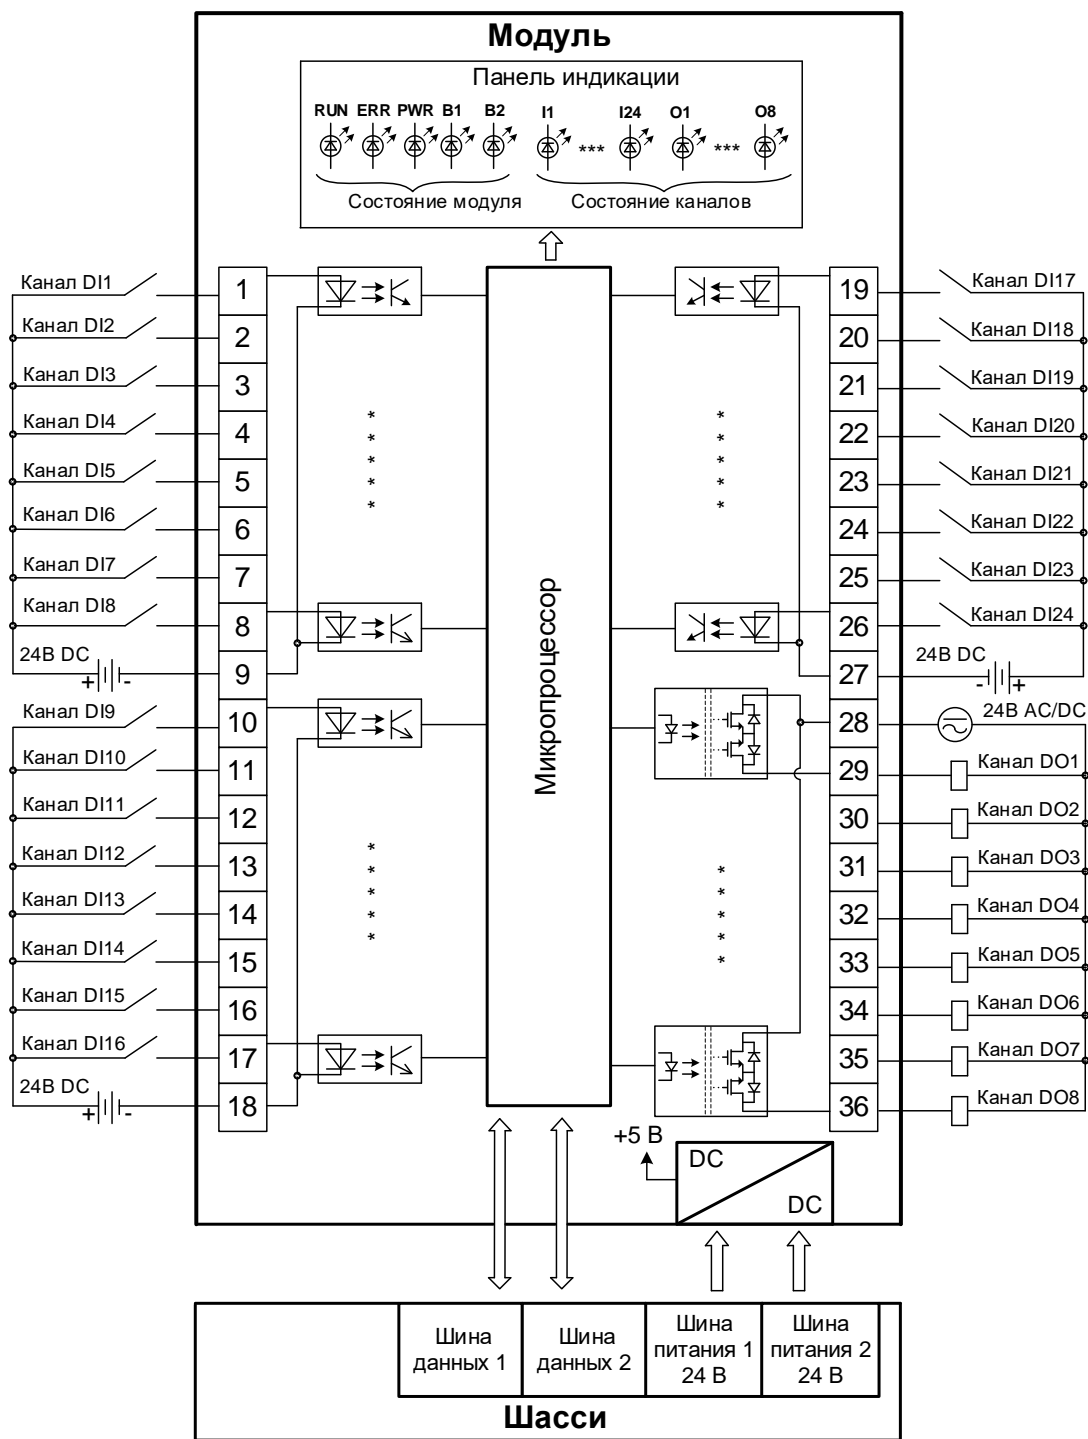 Модуль
Панель индикации
RUN ERR PWR B1 B2 I1 I24 O1 O8
*** ***
Состояние модуля Состояние каналов
Канал DI1
Канал DI2
Канал DI3
Канал DI4
Канал DI5
Канал DI6
Канал DI7
Канал DI8
24В DC
+ -
Канал DI9
Канал DI10
Канал DI11
Канал DI12
Канал DI13
Канал DI14
Канал DI15
Канал DI16
24В DC
+ -
1
2
3
4
5
6
7
8
9
10
11
12
13
14
15
16
17
18
* * * * *
* * * * *
Микропроцессор
* * * * *
* * * * *
19
20
21
22
23
24
25
26
27
28
29
30
31
32
33
34
35
36
Канал DI17
Канал DI18
Канал DI19
Канал DI20
Канал DI21
Канал DI22
Канал DI23
Канал DI24
24В DC
- +
24В AC/DC
Канал DO1
Канал DO2
Канал DO3
Канал DO4
Канал DO5
Канал DO6
Канал DO7
Канал DO8
+5 В
DC
DC
Шина
данных 1
Шина
данных 2
Шина
питания 1
24 В
Шина
питания 2
24 В
Шасси